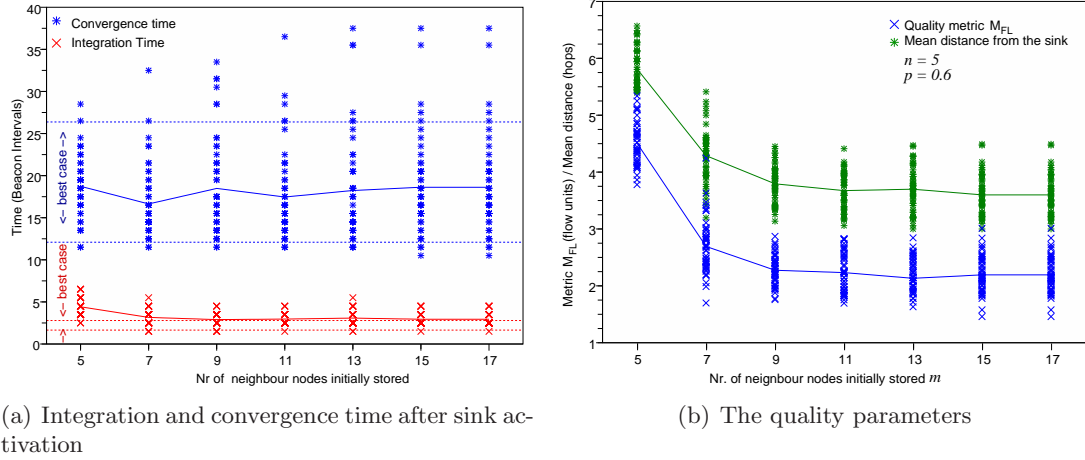 40
35
30
25
20
15
10
5
0
Time (Beacon Intervals)
Convergence time
Integration Time
<− best case −>
−> <− best case
5 7 9 11 13 15 17
Nr of neighbour nodes initially stored
(a) Integration and convergence time after sink ac-
tivation
7
6
5
4
3
2
1
Metric M_FL (flow units) / Mean distance (hops)
Quality metric M_FL
Mean distance from the sink
n = 5
p = 0.6
5 7 9 11 13 15 17
Nr. of neignbour nodes initially stored m
(b) The quality parameters